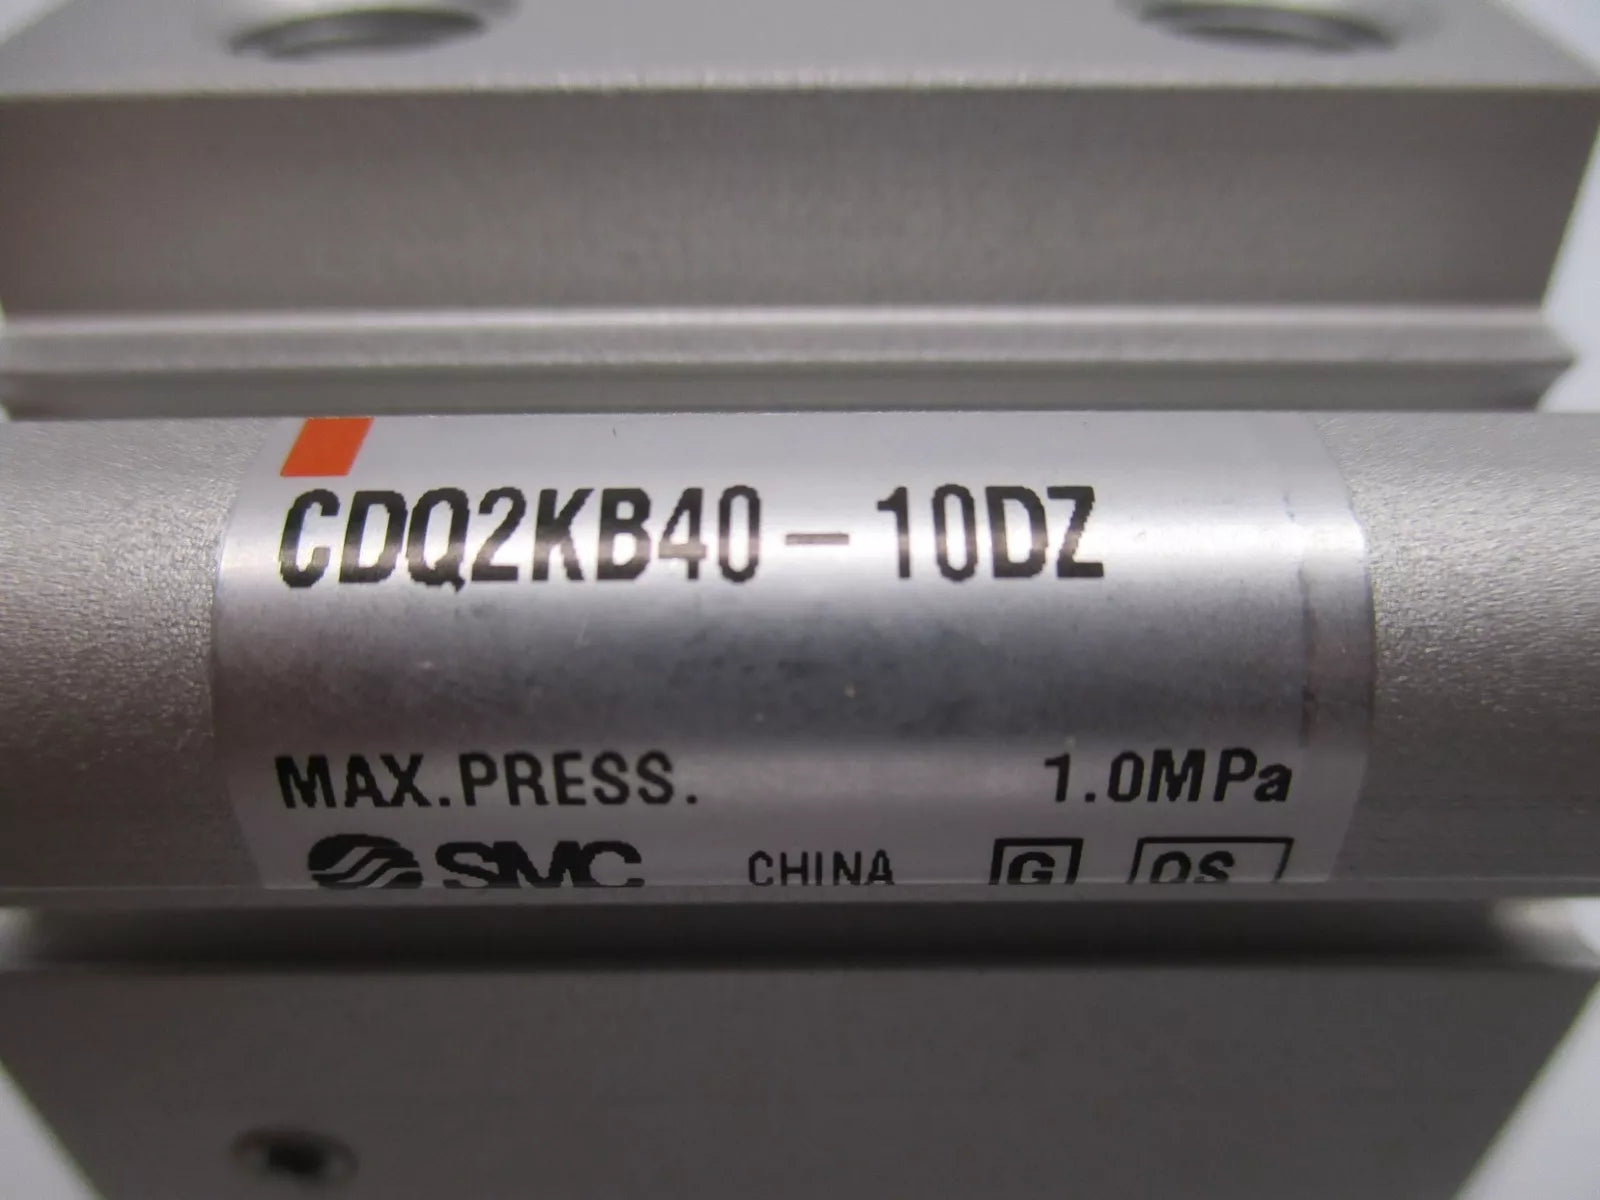 CDQ2KB40-10DZ
MAX.PRESS. 1.0MPa
SMC CHINA G OS